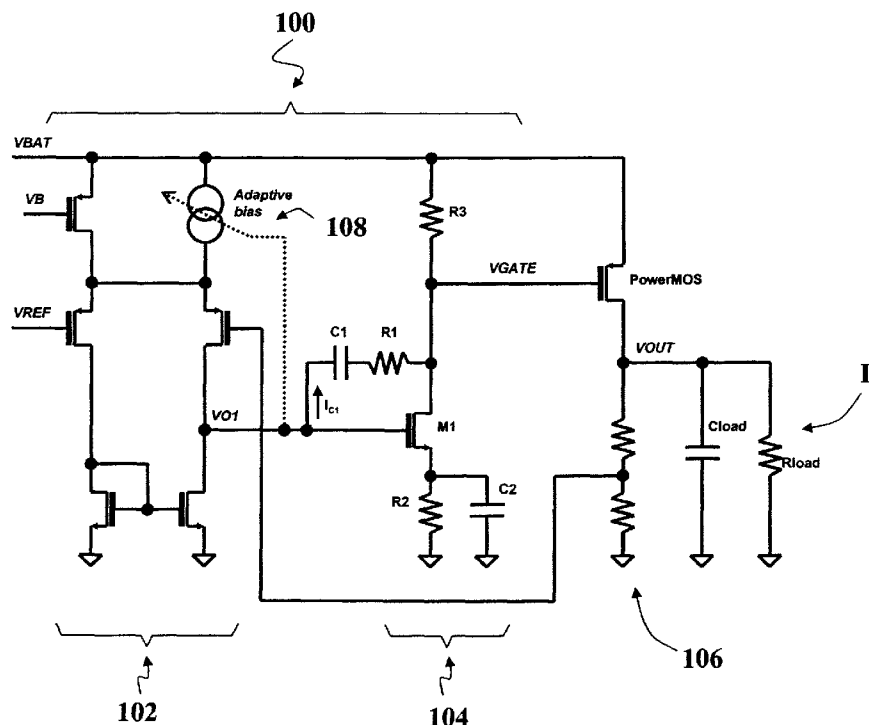 100
VBAT
VB
Adaptive
bias
108
R3
VGATE
PowerMOS
VREF
C1
R1
VOUT
I
IC1
VO1
M1
Cload
Rload
R2
C2
106
102
104